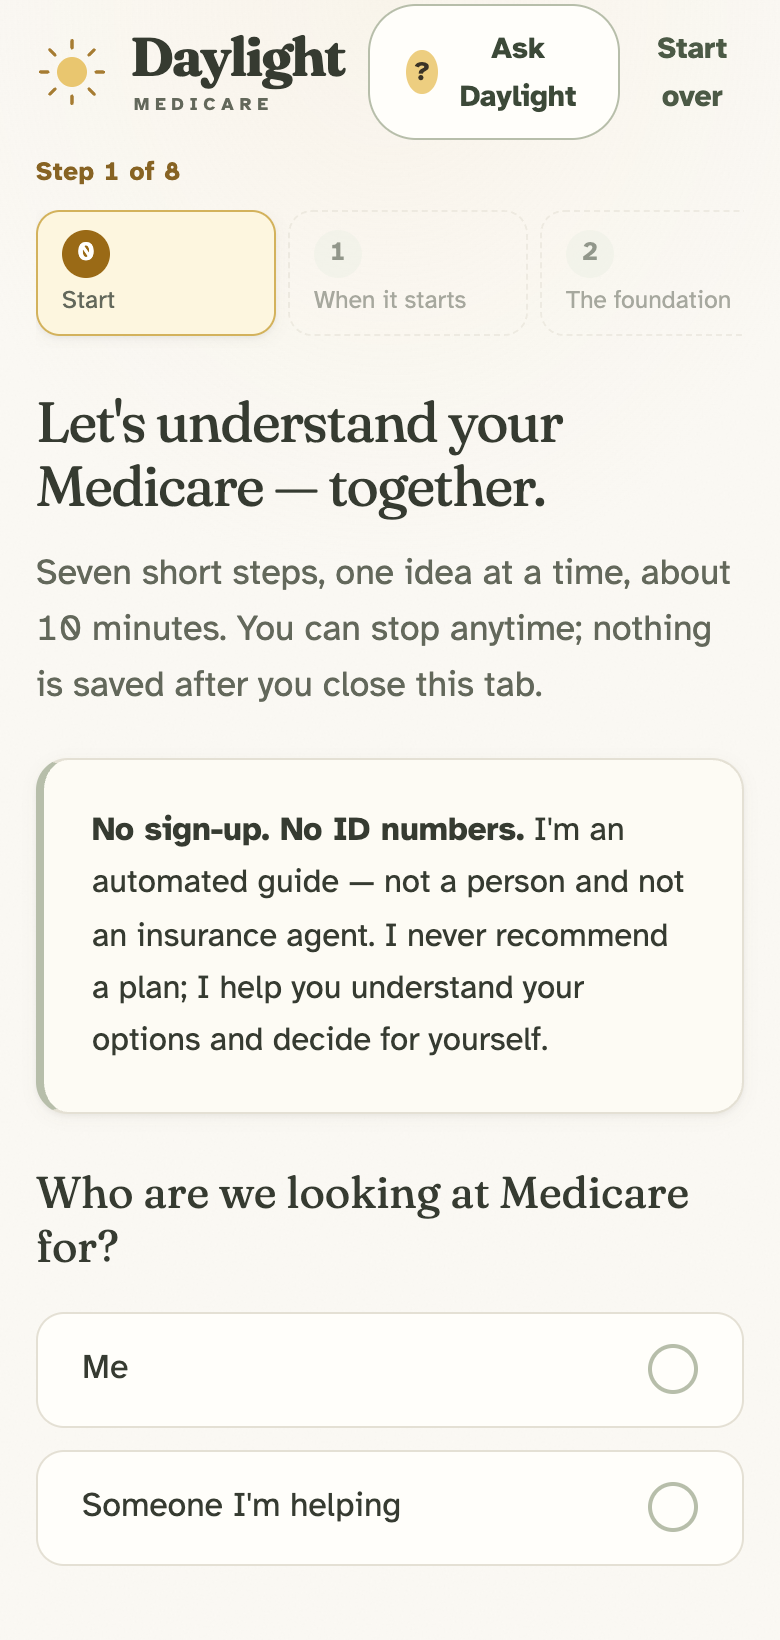 Daylight
MEDICARE
?
Ask
Daylight
Start
over
Step 1 of 8
0
Start
1
When it starts
2
The foundation
Let's understand your
Medicare — together.
Seven short steps, one idea at a time, about
10 minutes. You can stop anytime; nothing
is saved after you close this tab.
No sign-up. No ID numbers. I'm an
automated guide — not a person and not
an insurance agent. I never recommend
a plan; I help you understand your
options and decide for yourself.
Who are we looking at Medicare
for?
Me
Someone I'm helping